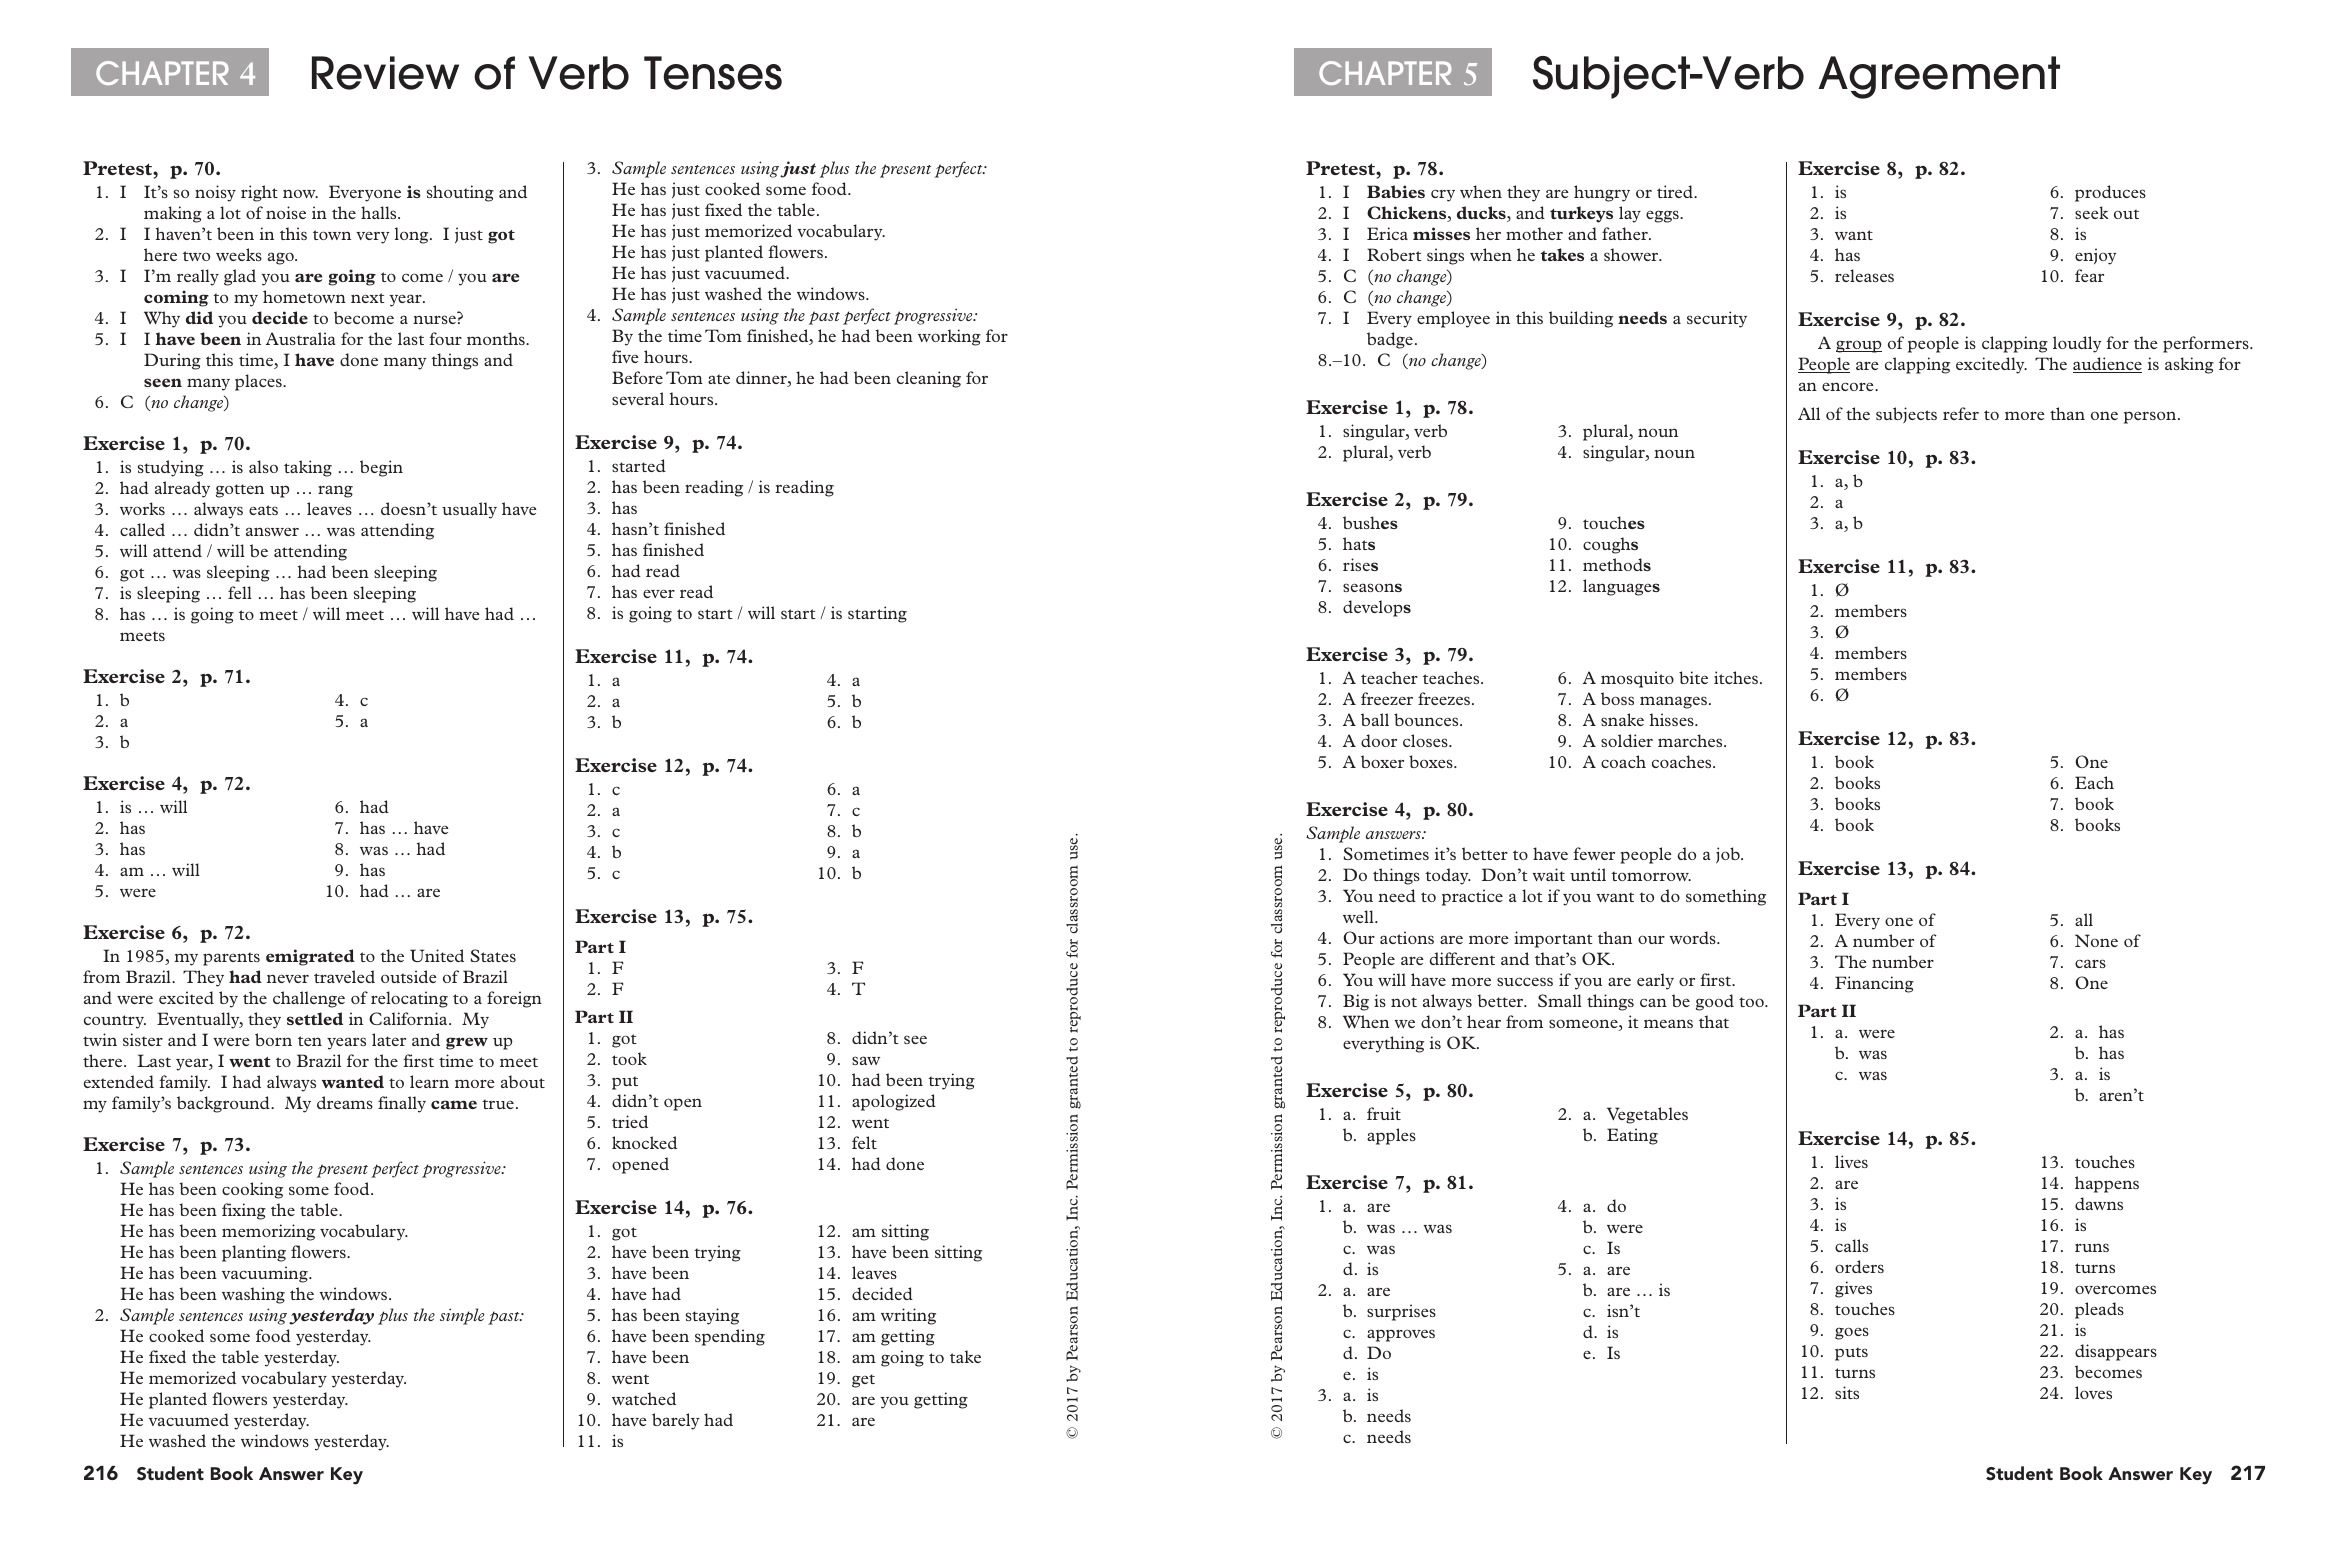 CHAPTER 4 Review of Verb Tenses
Pretest, p. 70.
1. I It’s so noisy right now. Everyone is shouting and
making a lot of noise in the halls.
2. I I haven’t been in this town very long. I just got
here two weeks ago.
3. I I’m really glad you are going to come / you are
coming to my hometown next year.
4. I Why did you decide to become a nurse?
5. I I have been in Australia for the last four months.
During this time, I have done many things and
seen many places.
6. C (no change)
Exercise 1, p. 70.
1. is studying … is also taking … begin
2. had already gotten up … rang
3. works … always eats … leaves … doesn’t usually have
4. called … didn’t answer … was attending
5. will attend / will be attending
6. got … was sleeping … had been sleeping
7. is sleeping … fell … has been sleeping
8. has … is going to meet / will meet … will have had …
meets
Exercise 2, p. 71.
1. b 4. c
2. a 5. a
3. b
Exercise 4, p. 72.
1. is … will 6. had
2. has 7. has … have
3. has 8. was … had
4. am … will 9. has
5. were 10. had … are
Exercise 6, p. 72.
In 1985, my parents emigrated to the United States
from Brazil. They had never traveled outside of Brazil
and were excited by the challenge of relocating to a foreign
country. Eventually, they settled in California. My
twin sister and I were born ten years later and grew up
there. Last year, I went to Brazil for the first time to meet
extended family. I had always wanted to learn more about
my family’s background. My dreams finally came true.
Exercise 7, p. 73.
1. Sample sentences using the present perfect progressive:
He has been cooking some food.
He has been fixing the table.
He has been memorizing vocabulary.
He has been planting flowers.
He has been vacuuming.
He has been washing the windows.
2. Sample sentences using yesterday plus the simple past:
He cooked some food yesterday.
He fixed the table yesterday.
He memorized vocabulary yesterday.
He planted flowers yesterday.
He vacuumed yesterday.
He washed the windows yesterday.
3. Sample sentences using just plus the present perfect:
He has just cooked some food.
He has just fixed the table.
He has just memorized vocabulary.
He has just planted flowers.
He has just vacuumed.
He has just washed the windows.
4. Sample sentences using the past perfect progressive:
By the time Tom finished, he had been working for
five hours.
Before Tom ate dinner, he had been cleaning for
several hours.
Exercise 9, p. 74.
1. started
2. has been reading / is reading
3. has
4. hasn’t finished
5. has finished
6. had read
7. has ever read
8. is going to start / will start / is starting
Exercise 11, p. 74.
1. a 4. a
2. a 5. b
3. b 6. b
Exercise 12, p. 74.
1. c 6. a
2. a 7. c
3. c 8. b
4. b 9. a
5. c 10. b
Exercise 13, p. 75.
Part I
1. F 3. F
2. F 4. T
Part II
1. got 8. didn’t see
2. took 9. saw
3. put 10. had been trying
4. didn’t open 11. apologized
5. tried 12. went
6. knocked 13. felt
7. opened 14. had done
Exercise 14, p. 76.
1. got 12. am sitting
2. have been trying 13. have been sitting
3. have been 14. leaves
4. have had 15. decided
5. has been staying 16. am writing
6. have been spending 17. am getting
7. have been 18. am going to take
8. went 19. get
9. watched 20. are you getting
10. have barely had 21. are
11. is
© 2017 by Pearson Education, Inc. Permission granted to reproduce for classroom use.
216 Student Book Answer Key
CHAPTER 5 Subject-Verb Agreement
Pretest, p. 78.
1. I Babies cry when they are hungry or tired.
2. I Chickens, ducks, and turkeys lay eggs.
3. I Erica misses her mother and father.
4. I Robert sings when he takes a shower.
5. C (no change)
6. C (no change)
7. I Every employee in this building needs a security
badge.
8.–10. C (no change)
Exercise 1, p. 78.
1. singular, verb 3. plural, noun
2. plural, verb 4. singular, noun
Exercise 2, p. 79.
4. bushes 9. touches
5. hats 10. coughs
6. rises 11. methods
7. seasons 12. languages
8. develops
Exercise 3, p. 79.
1. A teacher teaches. 6. A mosquito bite itches.
2. A freezer freezes. 7. A boss manages.
3. A ball bounces. 8. A snake hisses.
4. A door closes. 9. A soldier marches.
5. A boxer boxes. 10. A coach coaches.
Exercise 4, p. 80.
Sample answers:
1. Sometimes it’s better to have fewer people do a job.
2. Do things today. Don’t wait until tomorrow.
3. You need to practice a lot if you want to do something
well.
4. Our actions are more important than our words.
5. People are different and that’s OK.
6. You will have more success if you are early or first.
7. Big is not always better. Small things can be good too.
8. When we don’t hear from someone, it means that
everything is OK.
Exercise 5, p. 80.
1. a. fruit 2. a. Vegetables
b. apples b. Eating
Exercise 7, p. 81.
1. a. are 4. a. do
b. was … was b. were
c. was c. Is
d. is 5. a. are
2. a. are b. are … is
b. surprises c. isn’t
c. approves d. is
d. Do e. Is
e. is
3. a. is
b. needs
c. needs
Exercise 8, p. 82.
1. is 6. produces
2. is 7. seek out
3. want 8. is
4. has 9. enjoy
5. releases 10. fear
Exercise 9, p. 82.
A group of people is clapping loudly for the performers.
People are clapping excitedly. The audience is asking for
an encore.
All of the subjects refer to more than one person.
Exercise 10, p. 83.
1. a, b
2. a
3. a, b
Exercise 11, p. 83.
1. Ø
2. members
3. Ø
4. members
5. members
6. Ø
Exercise 12, p. 83.
1. book 5. One
2. books 6. Each
3. books 7. book
4. book 8. books
Exercise 13, p. 84.
Part I
1. Every one of 5. all
2. A number of 6. None of
3. The number 7. cars
4. Financing 8. One
Part II
1. a. were 2. a. has
b. was b. has
c. was 3. a. is
b. aren’t
Exercise 14, p. 85.
1. lives 13. touches
2. are 14. happens
3. is 15. dawns
4. is 16. is
5. calls 17. runs
6. orders 18. turns
7. gives 19. overcomes
8. touches 20. pleads
9. goes 21. is
10. puts 22. disappears
11. turns 23. becomes
12. sits 24. loves
© 2017 by Pearson Education, Inc. Permission granted to reproduce for classroom use.
Student Book Answer Key 217